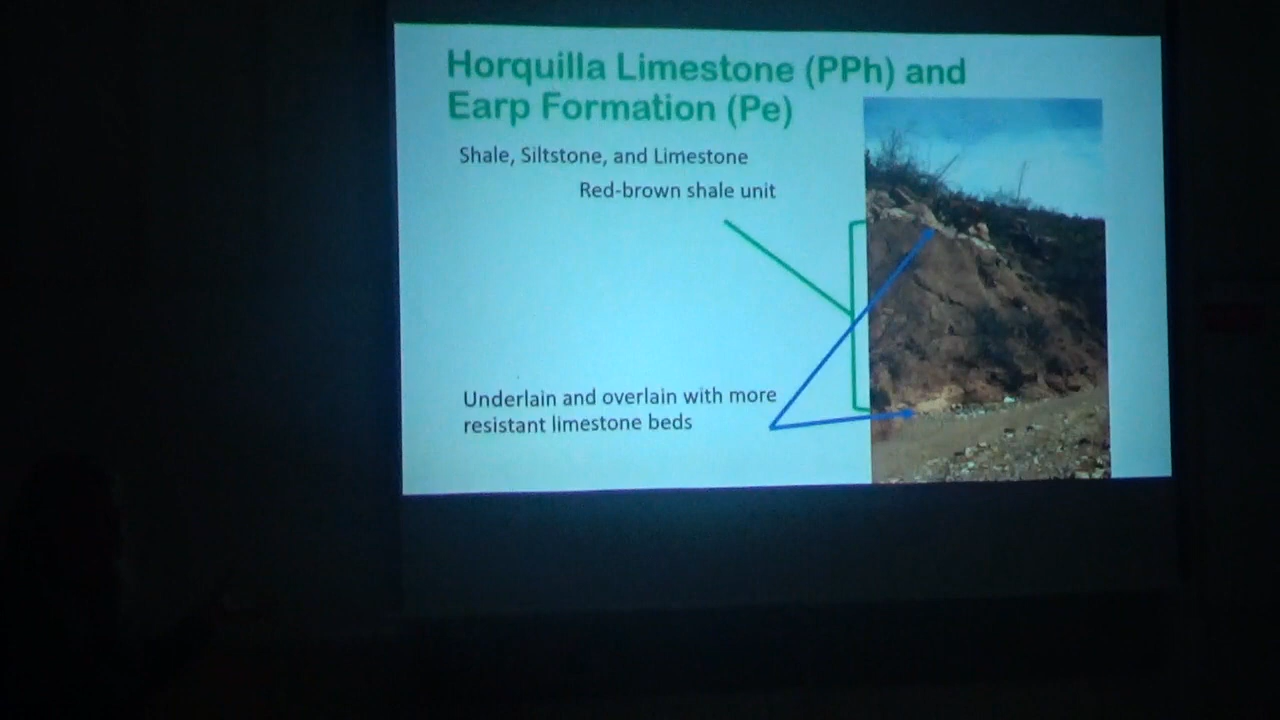 Horquilla Limestone (PPh) and
Earp Formation (Pe)
Shale, Siltstone, and Limestone
Red-brown shale unit
Underlain and overlain with more
resistant limestone beds